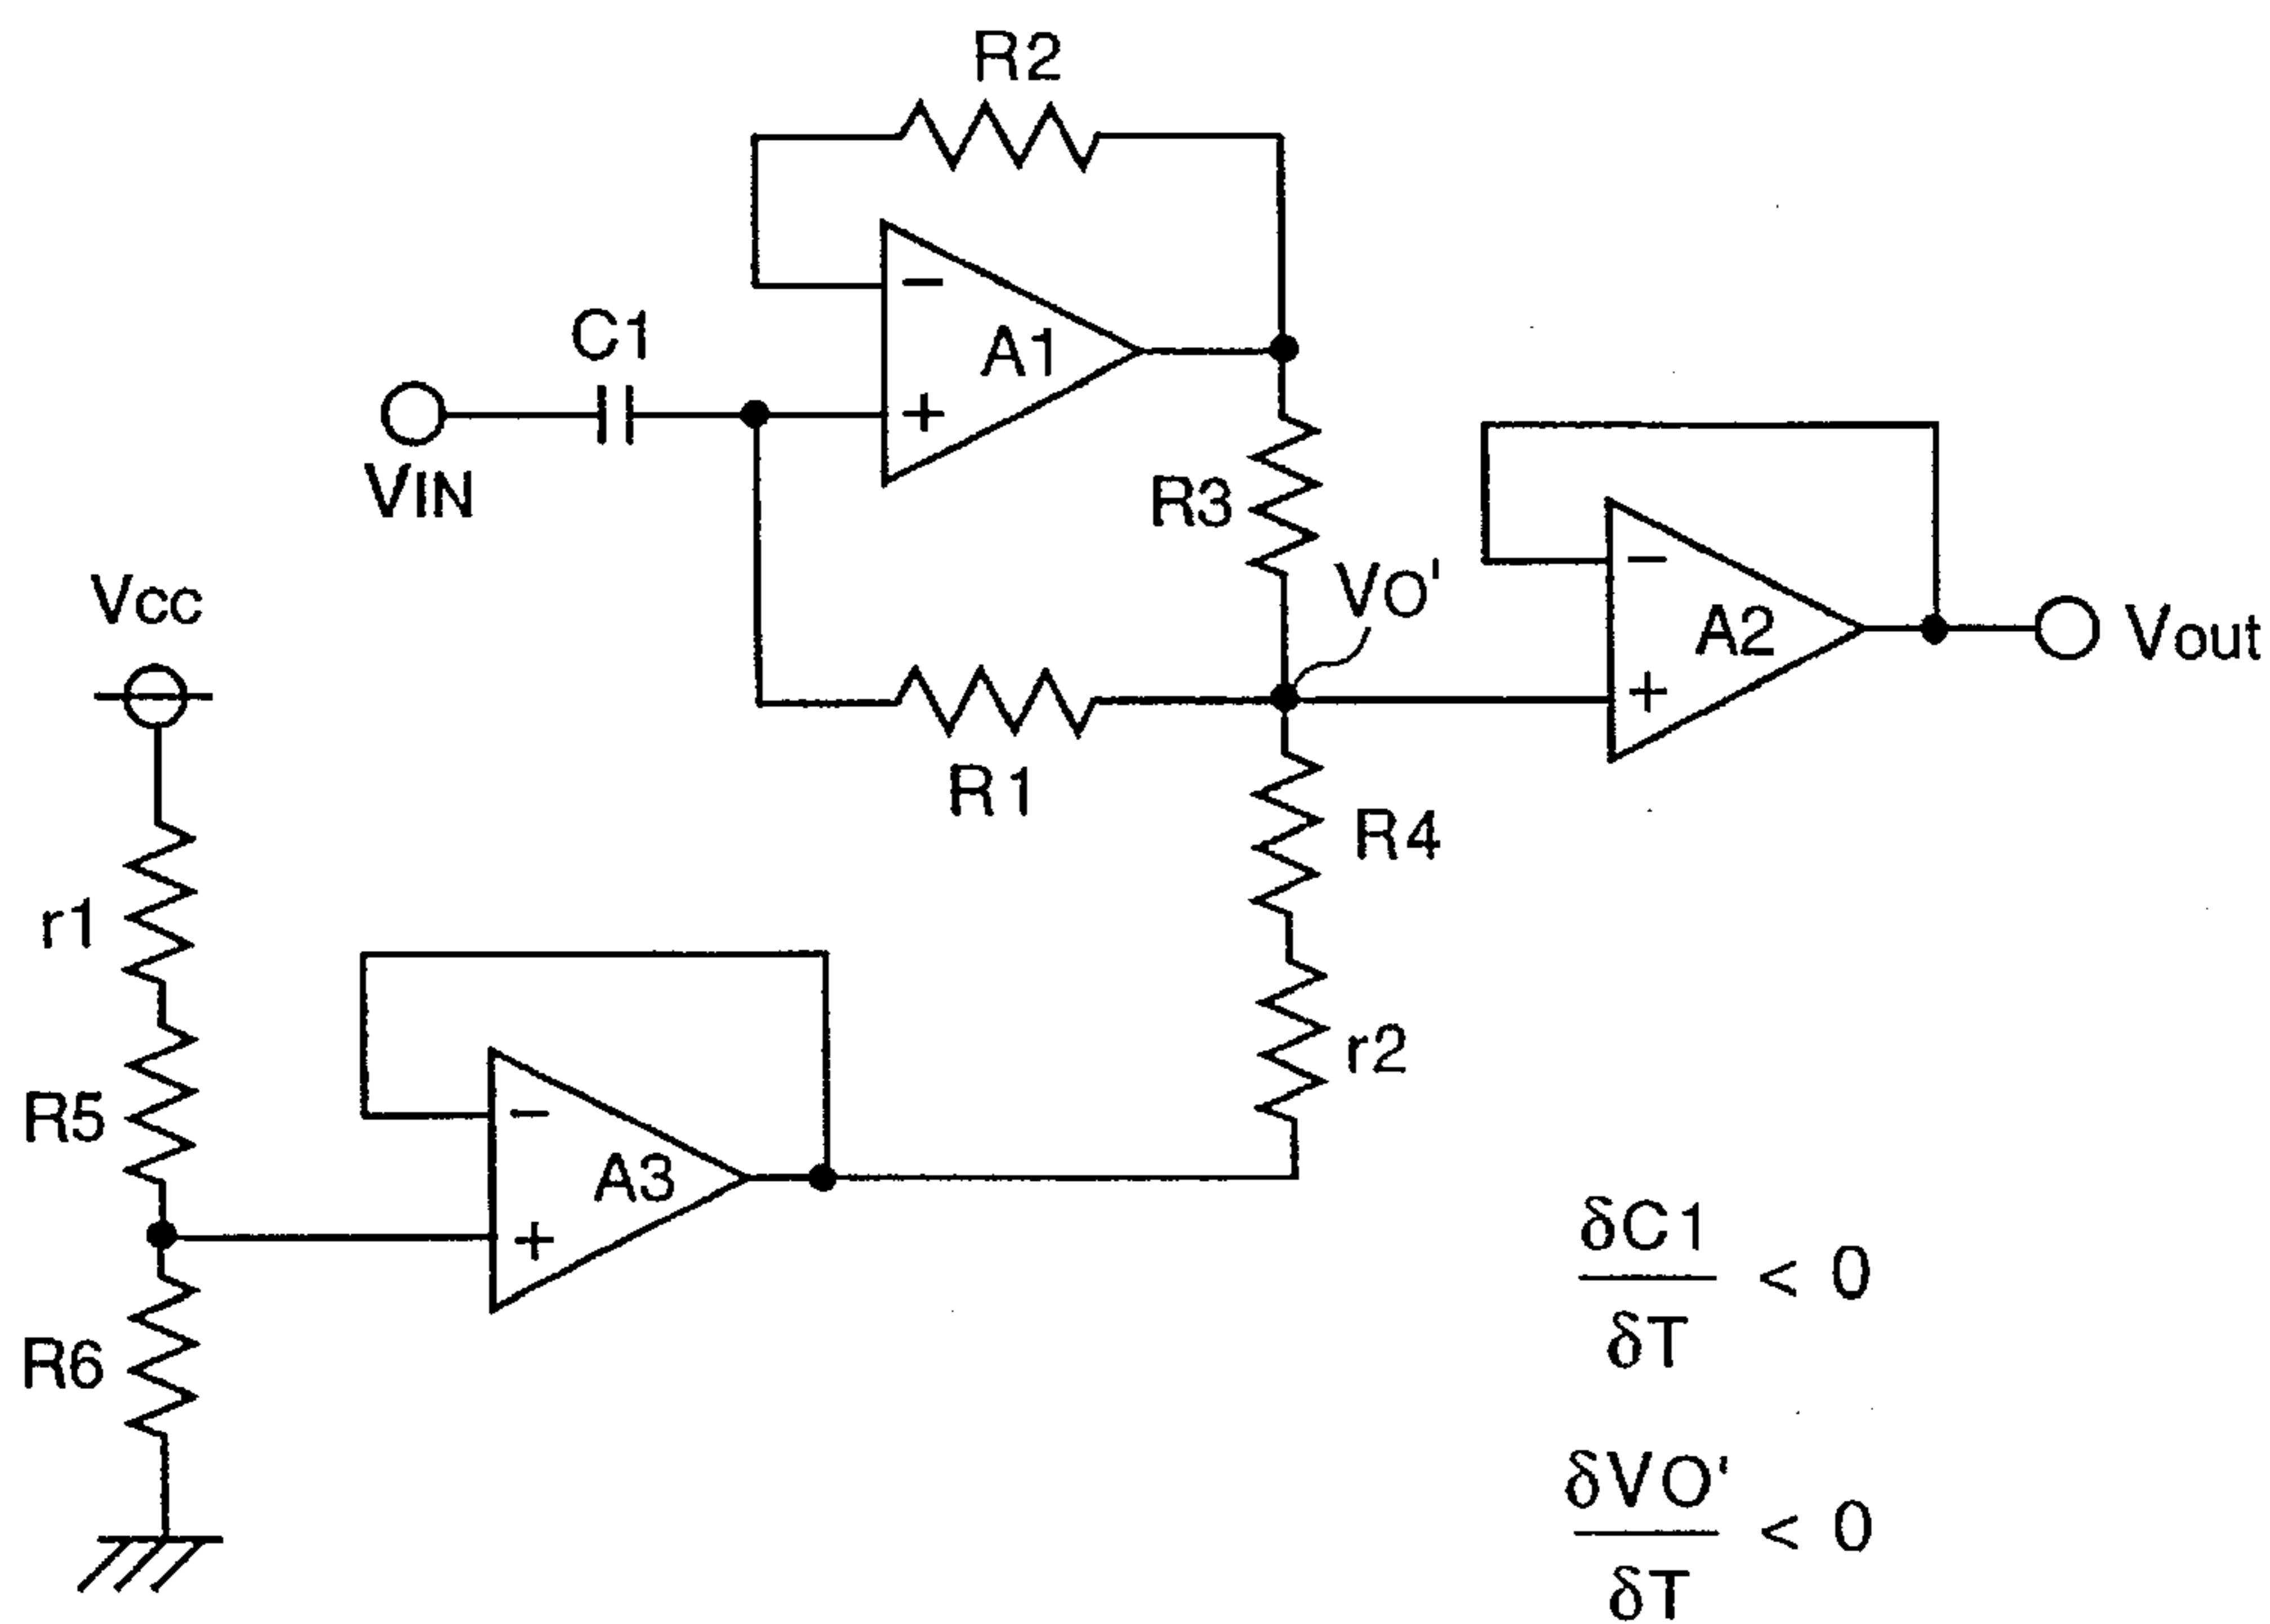 R2
−
A1
+
C1
VIN
R3
VO'
−
A2
+
Vout
Vcc
R1
R4
r1
r2
R5
−
A3
+
R6
δC1
δT
< 0
δVO'
δT
< 0